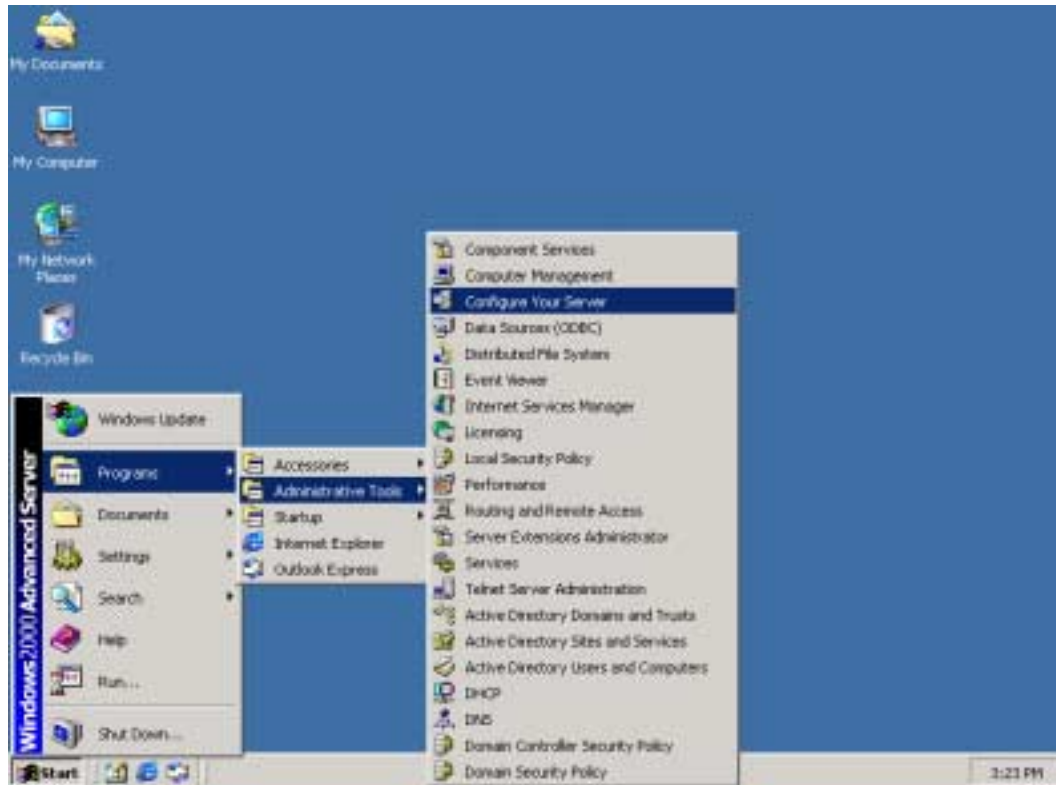 My Documents
My Computer
My Network
Places
Recycle Bin
Windows 2000 Advanced Server
Windows Update
Programs
Documents
Settings
Search
Help
Run...
Shut Down...
Accessories
Administrative Tools
Startup
Internet Explorer
Outlook Express
Component Services
Computer Management
Configure Your Server
Data Sources (ODBC)
Distributed File System
Event Viewer
Internet Services Manager
Licensing
Local Security Policy
Performance
Routing and Remote Access
Server Extensions Administrator
Services
Telnet Server Administration
Active Directory Domains and Trusts
Active Directory Sites and Services
Active Directory Users and Computers
DHCP
DNS
Domain Controller Security Policy
Domain Security Policy
Start
3:23 PM